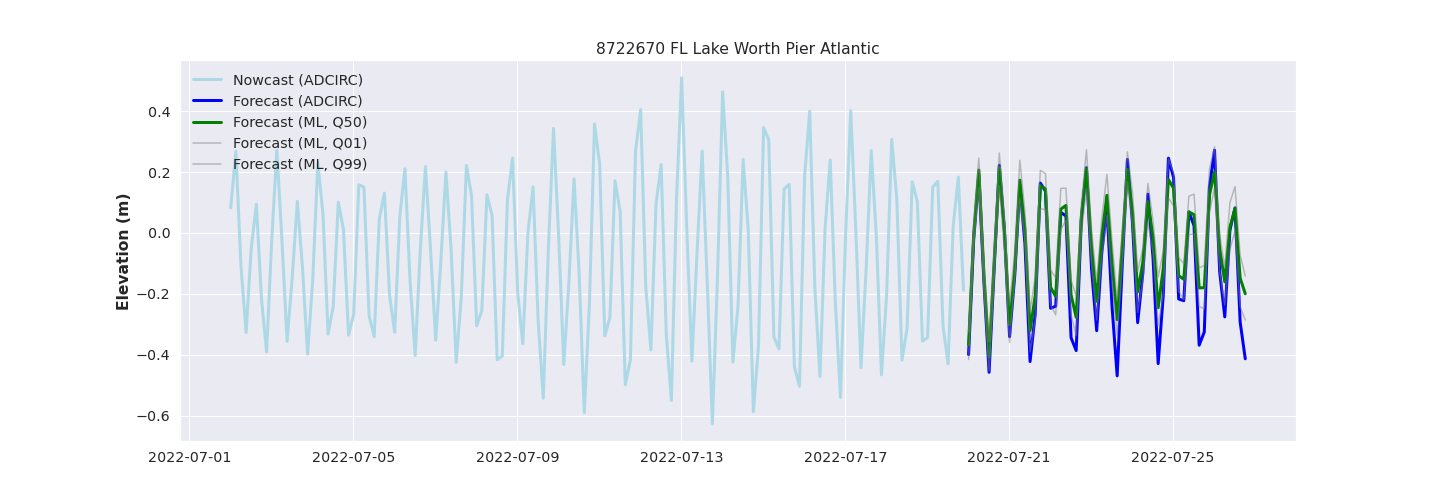 8722670 FL Lake Worth Pier Atlantic
Nowcast (ADCIRC)
Forecast (ADCIRC)
Forecast (ML, Q50)
Forecast (ML, Q01)
Forecast (ML, Q99)
Elevation (m)
0.4
0.2
0.0
−0.2
−0.4
−0.6
2022-07-01 2022-07-05 2022-07-09 2022-07-13 2022-07-17 2022-07-21 2022-07-25